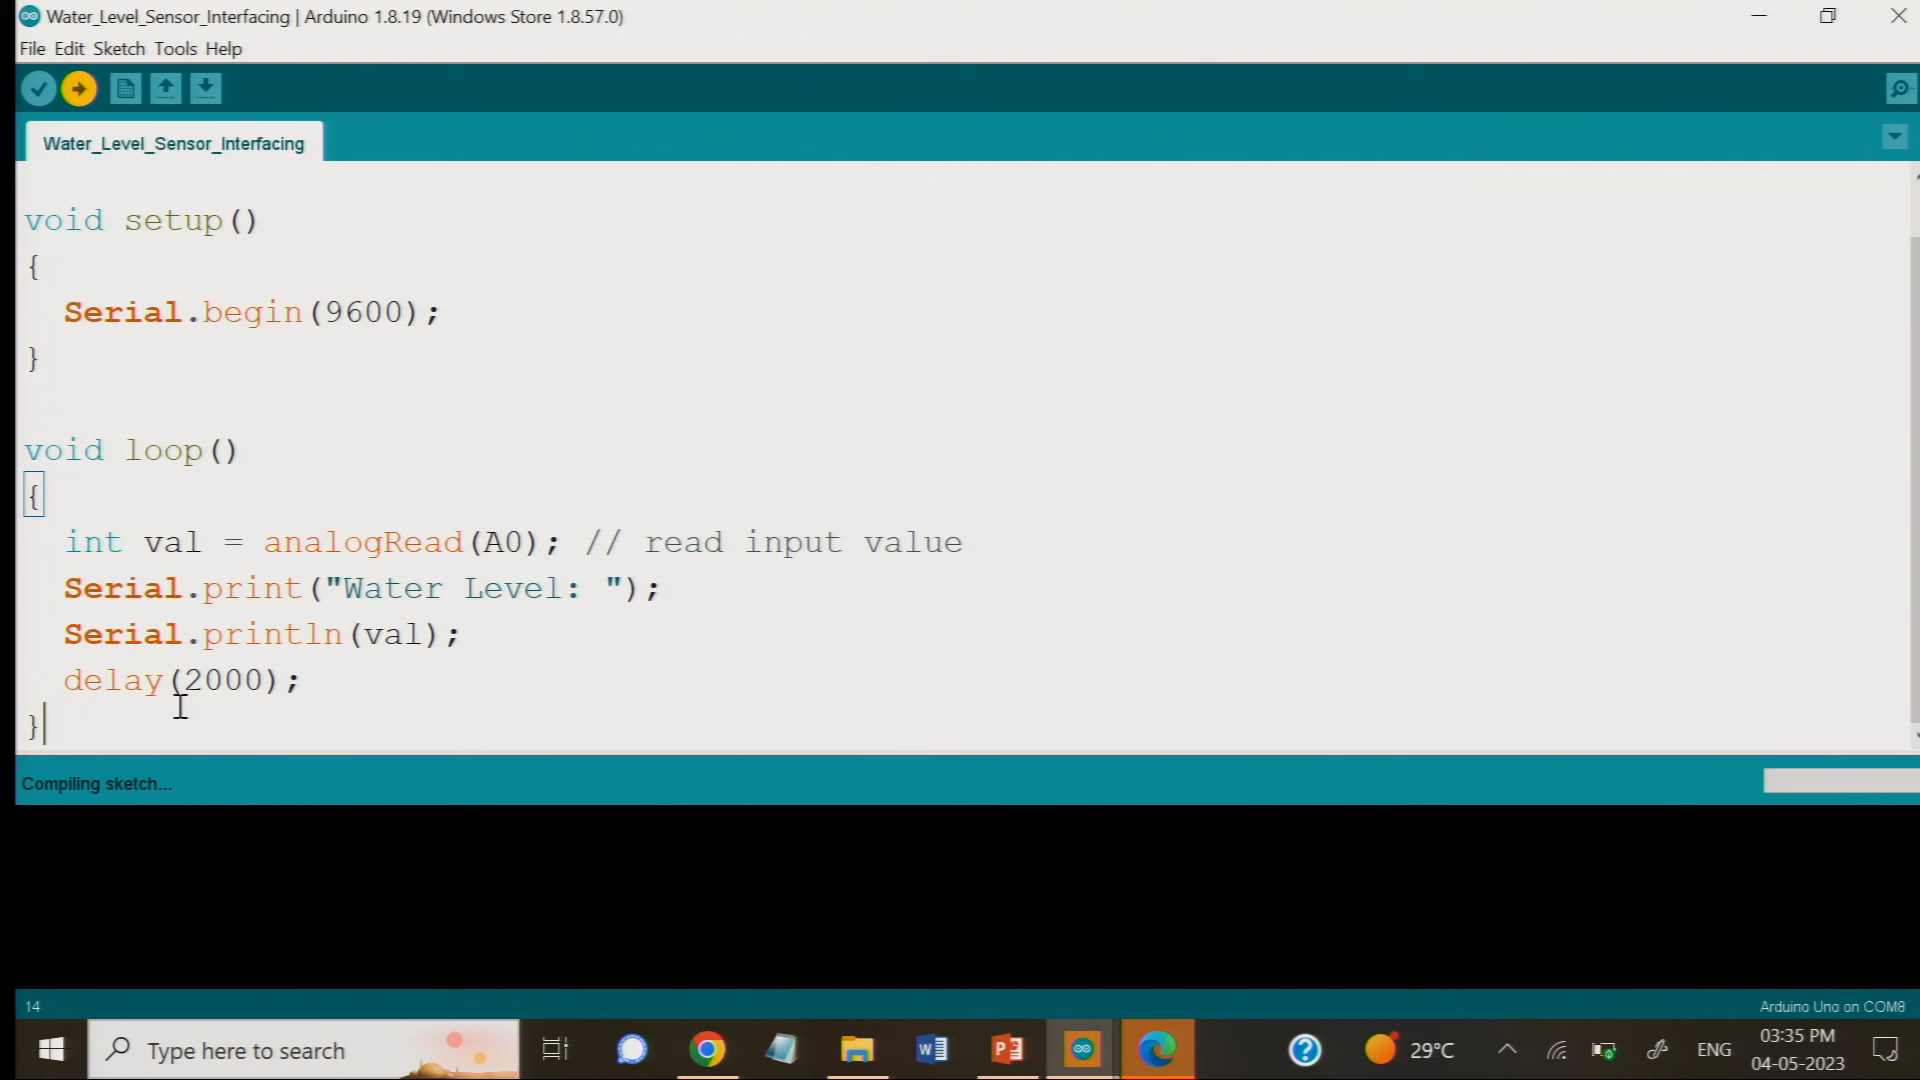 Water_Level_Sensor_Interfacing | Arduino 1.8.19 (Windows Store 1.8.57.0)
File Edit Sketch Tools Help
Water_Level_Sensor_Interfacing
void setup()
{
Serial.begin(9600);
}
void loop()
{
int val = analogRead(A0); // read input value
Serial.print("Water Level: ");
Serial.println(val);
delay(2000);
}
Compiling sketch...
14
Arduino Uno on COM8
Type here to search
29°C
ENG
03:35 PM
04-05-2023